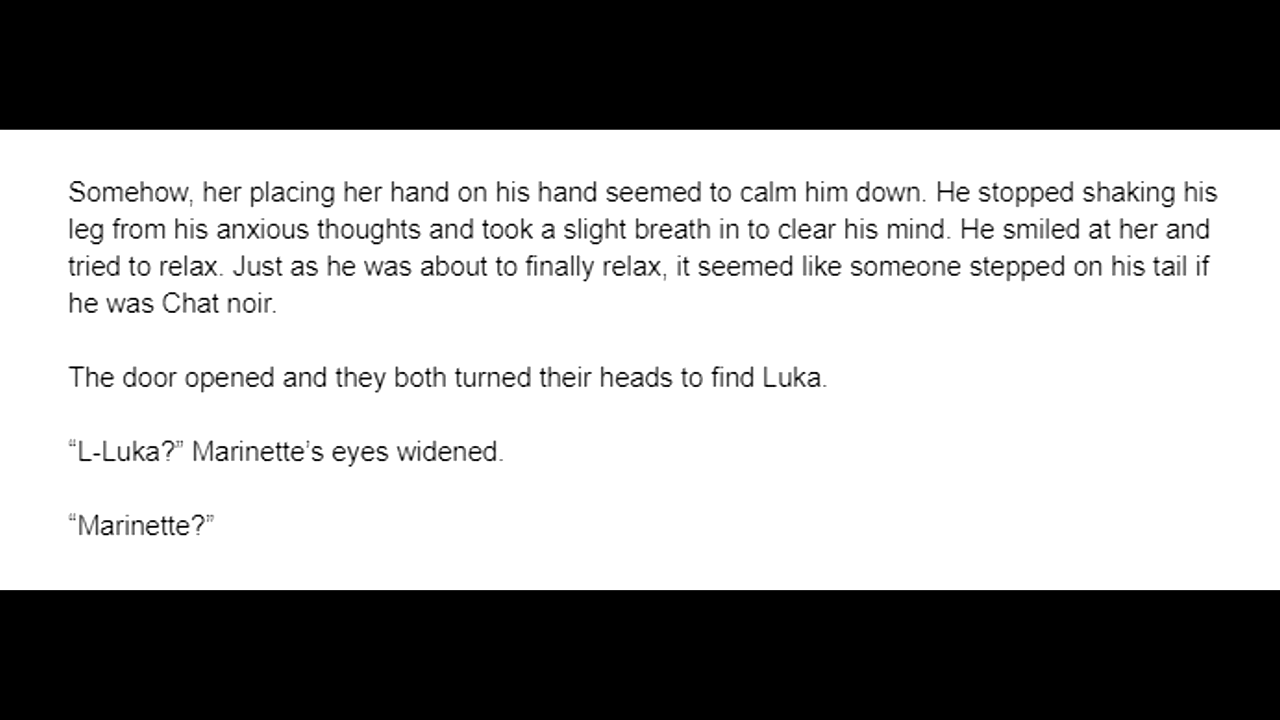 Somehow, her placing her hand on his hand seemed to calm him down. He stopped shaking his
leg from his anxious thoughts and took a slight breath in to clear his mind. He smiled at her and
tried to relax. Just as he was about to finally relax, it seemed like someone stepped on his tail if
he was Chat noir.
The door opened and they both turned their heads to find Luka.
“L-Luka?” Marinette’s eyes widened.
“Marinette?”